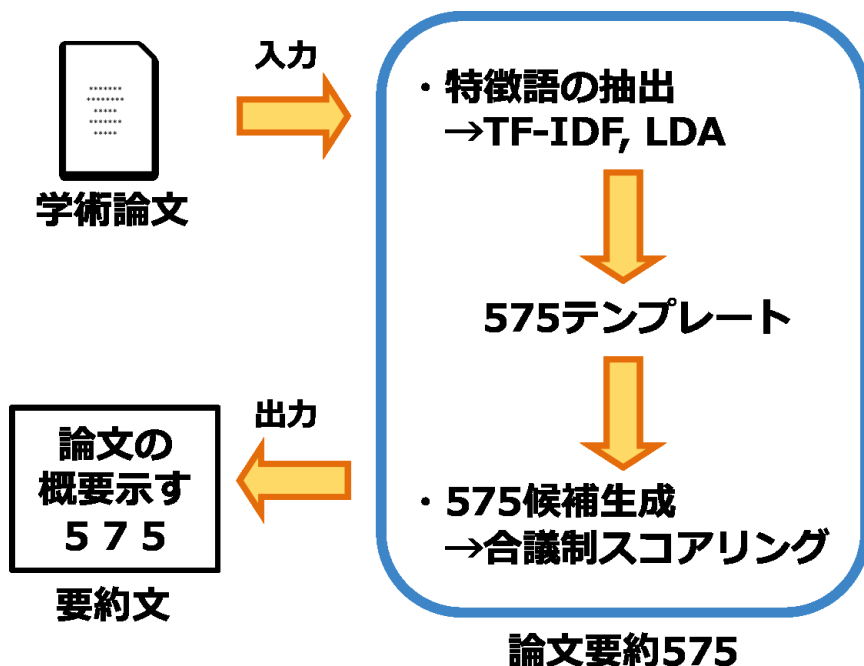 入力
*******
********
*****
*******
*****
学術論文
・特徴語の抽出
→TF-IDF, LDA
575テンプレート
・575候補生成
→合議制スコアリング
論文要約575
出力
論文の
概要示す
５７５
要約文